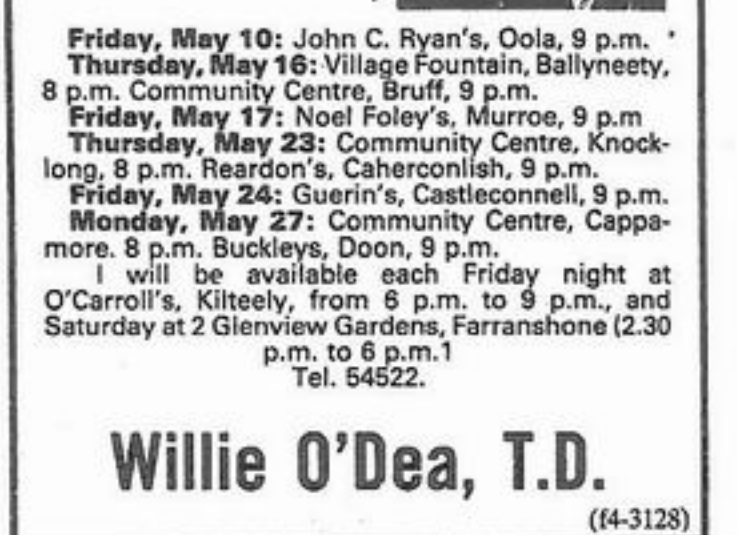 Friday, May 10: John C. Ryan's, Oola, 9 p.m.
Thursday, May 16: Village Fountain, Ballyneety,
8 p.m. Community Centre, Bruff, 9 p.m.
Friday, May 17: Noel Foley's, Murroe, 9 p.m
Thursday, May 23: Community Centre, Knock-
long, 8 p.m. Reardon's, Caherconlish, 9 p.m.
Friday, May 24: Guerin's, Castleconnell, 9 p.m.
Monday, May 27: Community Centre, Cappa-
more. 8 p.m. Buckleys, Doon, 9 p.m.
I will be available each Friday night at
O'Carroll's, Kilteely, from 6 p.m. to 9 p.m., and
Saturday at 2 Glenview Gardens, Farranshone (2.30
p.m. to 6 p.m.1
Tel. 54522.
Willie O'Dea, T.D.
(f4-3128)